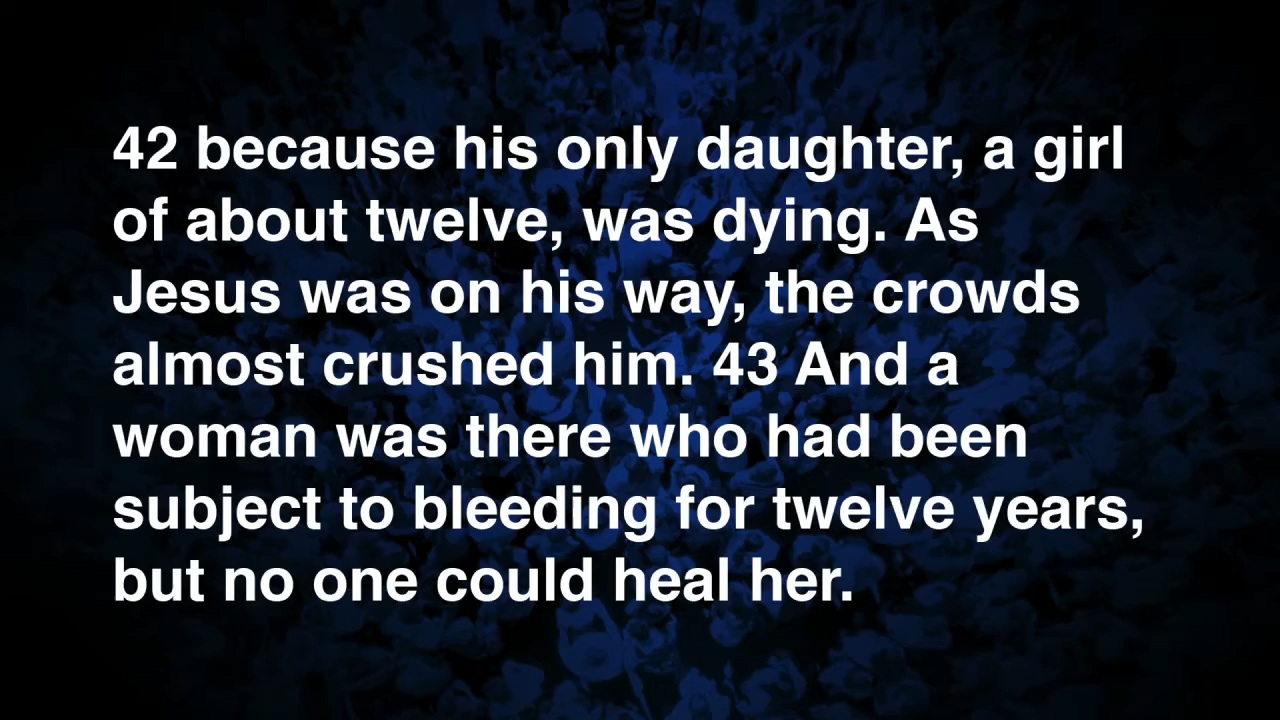 42 because his only daughter, a girl
of about twelve, was dying. As
Jesus was on his way, the crowds
almost crushed him. 43 And a
woman was there who had been
subject to bleeding for twelve years,
but no one could heal her.